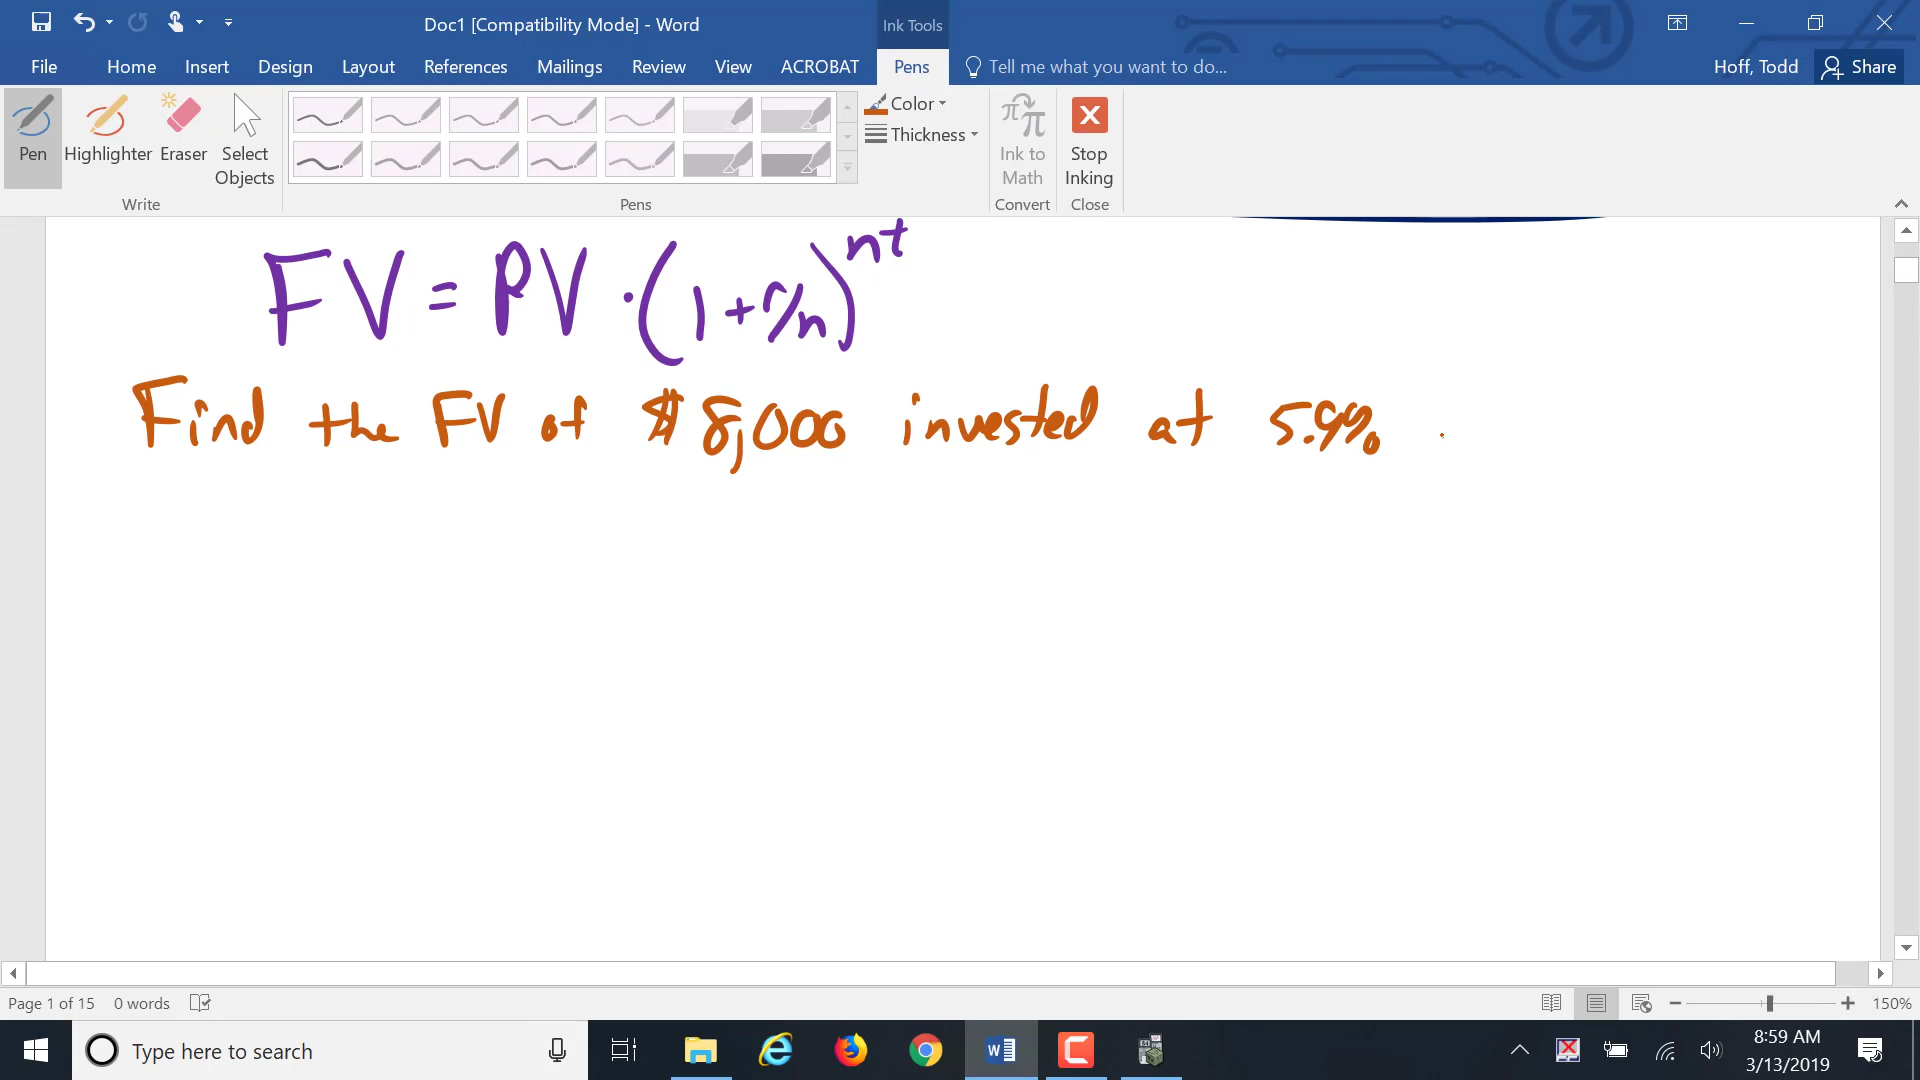 Doc1 [Compatibility Mode] - Word
Ink Tools
File Home Insert Design Layout References Mailings Review View ACROBAT Pens Tell me what you want to do... Hoff, Todd Share
Pen Highlighter Eraser Select Objects
Write
Pens
Color
Thickness
Ink to Math
Convert
Stop Inking
Close
FV = PV · (1 + r/n)^nt
Find the FV of $8,000 invested at 5.9%
Page 1 of 15 0 words 150%
Type here to search
8:59 AM
3/13/2019